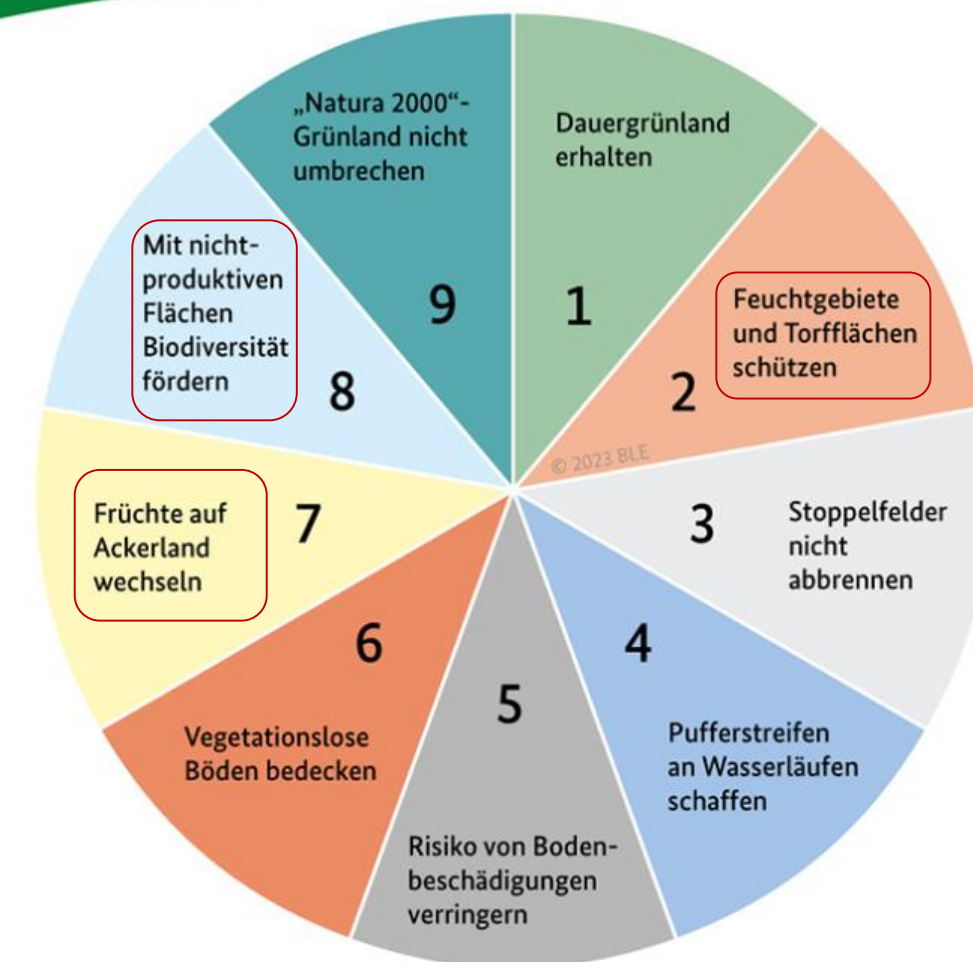 „Natura 2000“-
Grünland nicht
umbrechen
9
Dauergrünland
erhalten
1
Feuchtgebiete
und Torfflächen
schützen
2
© 2023 BLE
Stoppelfelder
nicht
abbrennen
3
Pufferstreifen
an Wasserläufen
schaffen
4
Risiko von Boden-
beschädigungen
verringern
5
Vegetationslose
Böden bedecken
6
Früchte auf
Ackerland
wechseln
7
Mit nicht-
produktiven
Flächen
Biodiversität
fördern
8